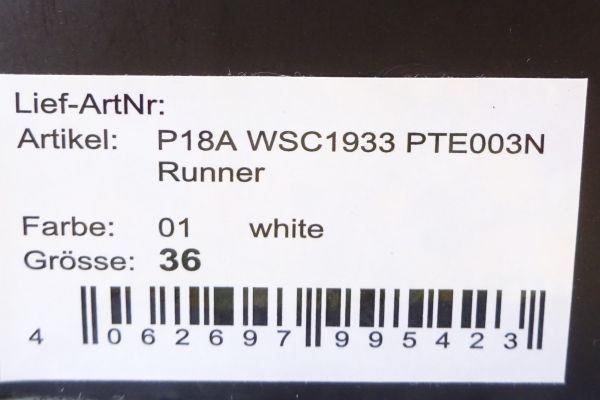 Lief-ArtNr:
Artikel: P18A WSC1933 PTE003N
Runner
Farbe: 01 white
Grösse: 36
4 062697 995423